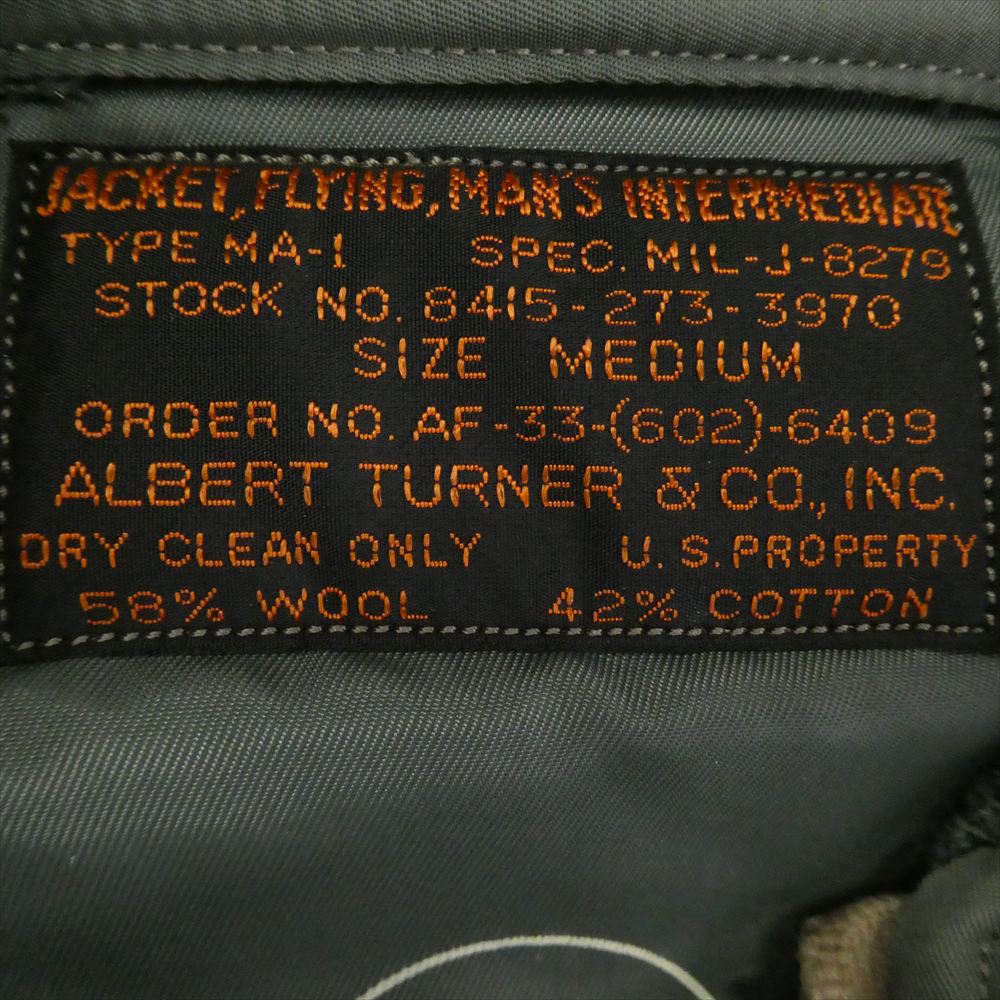 JACKET, FLYING, MAN'S INTERMEDIATE
TYPE MA-1 SPEC. MIL-J-8279
STOCK NO. 8415-273-3970
SIZE MEDIUM
ORDER NO. AF-33-(602)-6409
ALBERT TURNER & CO., INC.
DRY CLEAN ONLY U.S. PROPERTY
58% WOOL 42% COTTON